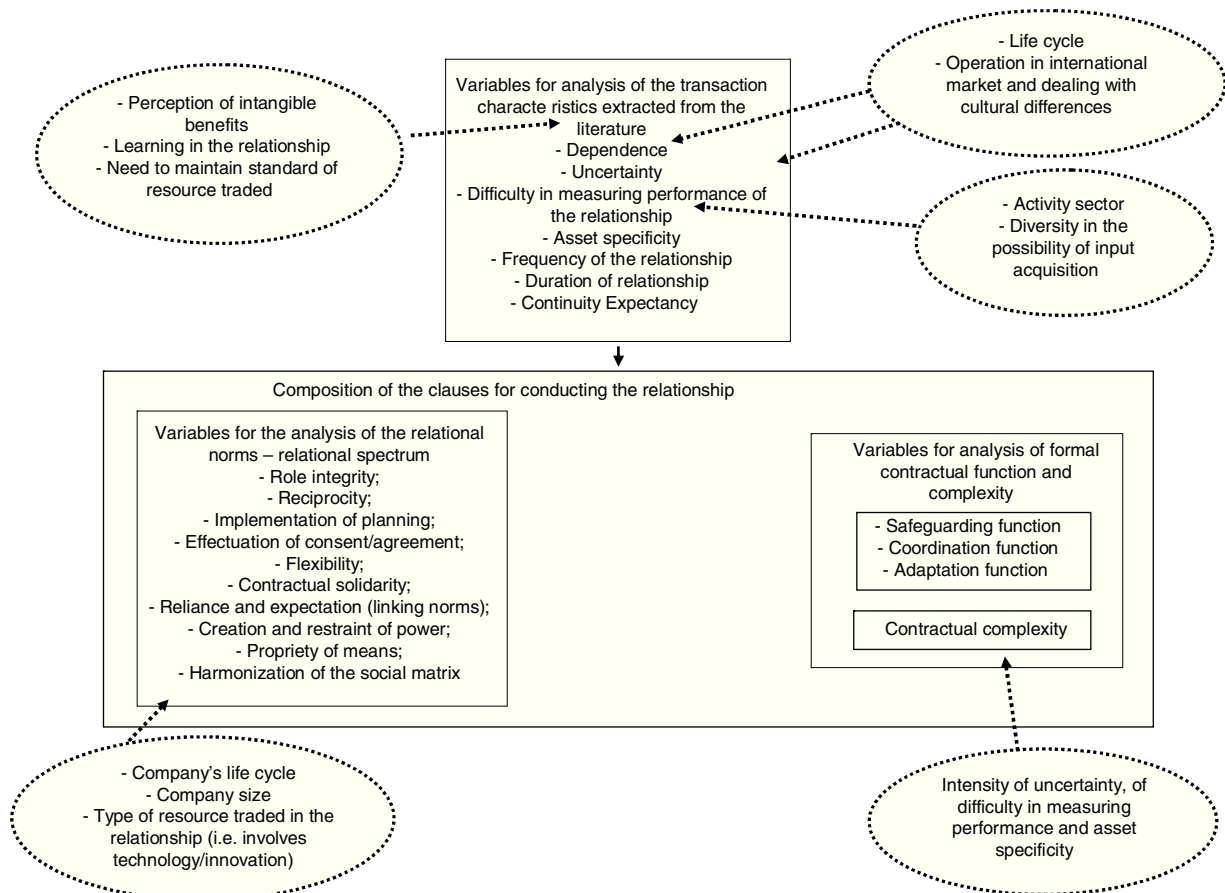 - Perception of intangible
benefits
- Learning in the relationship
- Need to maintain standard of
resource traded
Variables for analysis of the transaction
characte ristics extracted from the
literature
- Dependence
- Uncertainty
- Difficulty in measuring performance of
the relationship
- Asset specificity
- Frequency of the relationship
- Duration of relationship
- Continuity Expectancy
- Life cycle
- Operation in international
market and dealing with
cultural differences
- Activity sector
- Diversity in the
possibility of input
acquisition
Composition of the clauses for conducting the relationship
Variables for the analysis of the relational
norms – relational spectrum
- Role integrity;
- Reciprocity;
- Implementation of planning;
- Effectuation of consent/agreement;
- Flexibility;
- Contractual solidarity;
- Reliance and expectation (linking norms);
- Creation and restraint of power;
- Propriety of means;
- Harmonization of the social matrix
Variables for analysis of formal
contractual function and
complexity
- Safeguarding function
- Coordination function
- Adaptation function
Contractual complexity
- Company's life cycle
- Company size
- Type of resource traded in the
relationship (i.e. involves
technology/innovation)
Intensity of uncertainty, of
difficulty in measuring
performance and asset
specificity